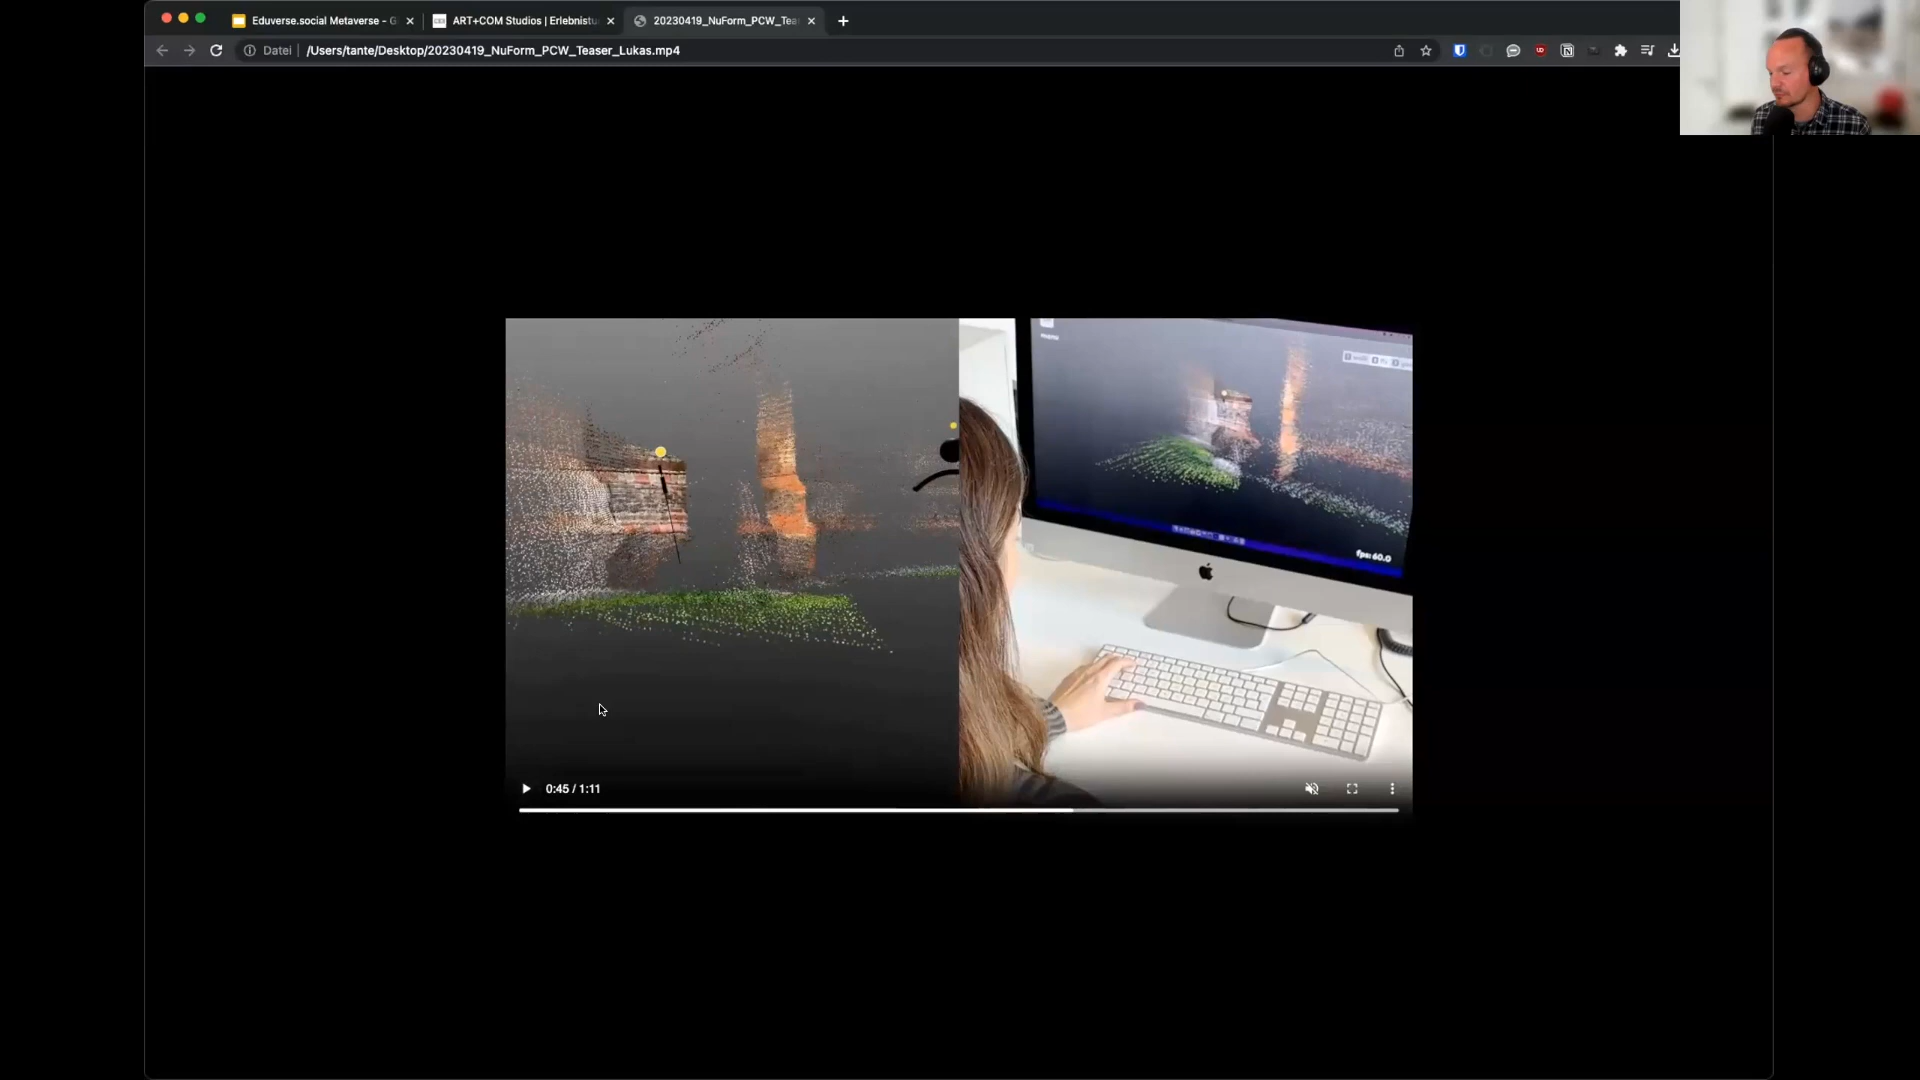 Eduverse.social Metaverse - G
ART+COM Studios | Erlebnistu
20230419_NuForm_PCW_Tea
Datei
/Users/tante/Desktop/20230419_NuForm_PCW_Teaser_Lukas.mp4
fps: 60.0
0:45 / 1:11